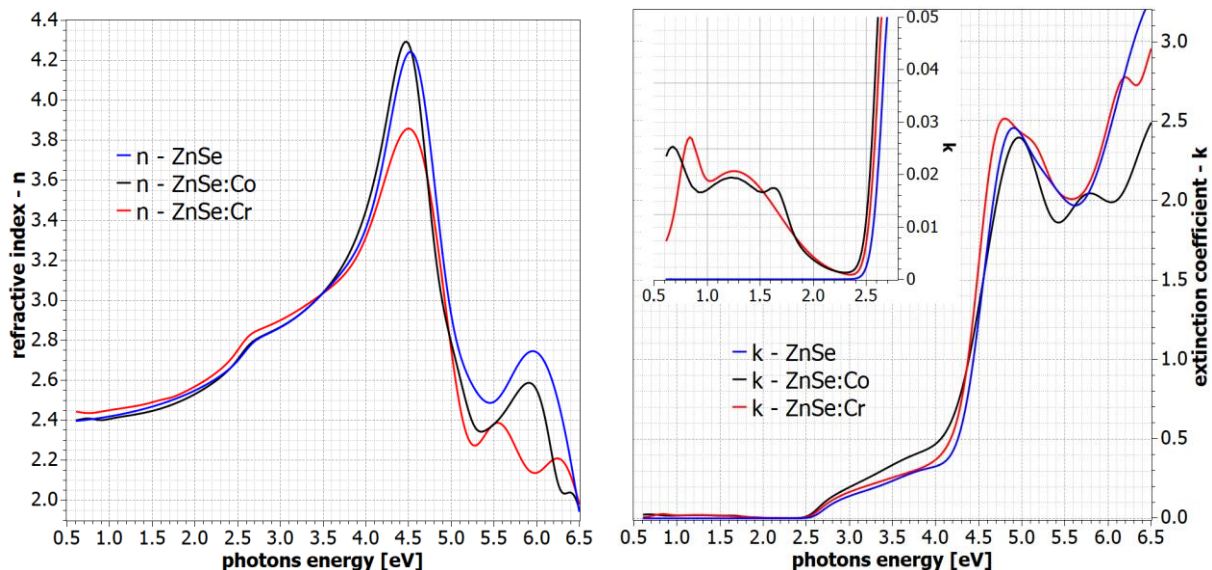 4.4
4.2
4.0
3.8
3.6
3.4
3.2
3.0
2.8
2.6
2.4
2.2
2.0
refractive index - n
n - ZnSe
n - ZnSe:Co
n - ZnSe:Cr
0.5 1.0 1.5 2.0 2.5 3.0 3.5 4.0 4.5 5.0 5.5 6.0 6.5
photons energy [eV]
0.05
0.04
0.03
0.02
0.01
0
k
0.5 1.0 1.5 2.0 2.5
k - ZnSe
k - ZnSe:Co
k - ZnSe:Cr
3.0
2.5
2.0
1.5
1.0
0.5
0.0
extinction coefficient - k
0.5 1.0 1.5 2.0 2.5 3.0 3.5 4.0 4.5 5.0 5.5 6.0 6.5
photons energy [eV]